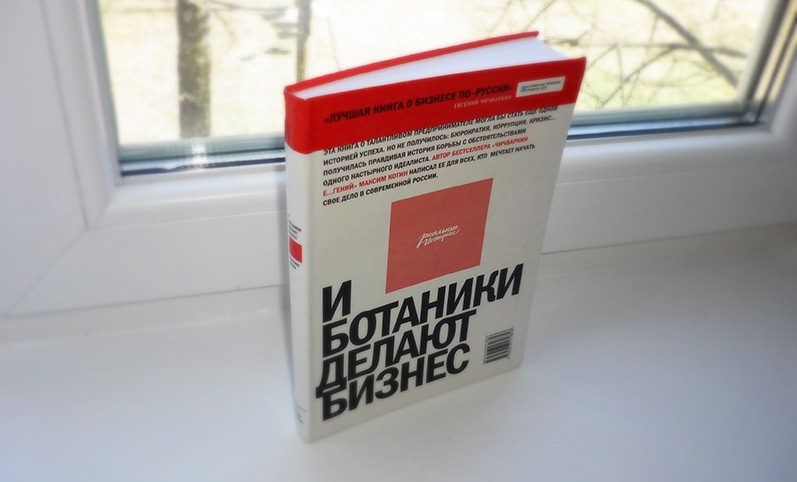 «ЛУЧШАЯ КНИГА О БИЗНЕСЕ ПО-РУССКИ»
ЕВГЕНИЙ ЧИЧВАРКИН
ЭТА КНИГА О ТАЛАНТЛИВОМ ПРЕДПРИНИМАТЕЛЕ МОГЛА БЫ СТАТЬ ЕЩЕ ОДНОЙ
ИСТОРИЕЙ УСПЕХА. НО НЕ ПОЛУЧИЛОСЬ: БЮРОКРАТИЯ, КОРРУПЦИЯ, КРИЗИС...
ПОЛУЧИЛАСЬ ПРАВДИВАЯ ИСТОРИЯ БОРЬБЫ С ОБСТОЯТЕЛЬСТВАМИ
ОДНОГО НАСТЫРНОГО ИДЕАЛИСТА. АВТОР БЕСТСЕЛЛЕРА «ЧИЧВАРКИН
Е...ГЕНИЙ» МАКСИМ КОТИН НАПИСАЛ ЕЕ ДЛЯ ВСЕХ, КТО МЕЧТАЕТ НАЧАТЬ
СВОЕ ДЕЛО В СОВРЕМЕННОЙ РОССИИ.
реальные
истории
И
БОТАНИКИ
ДЕЛАЮТ
БИЗНЕС